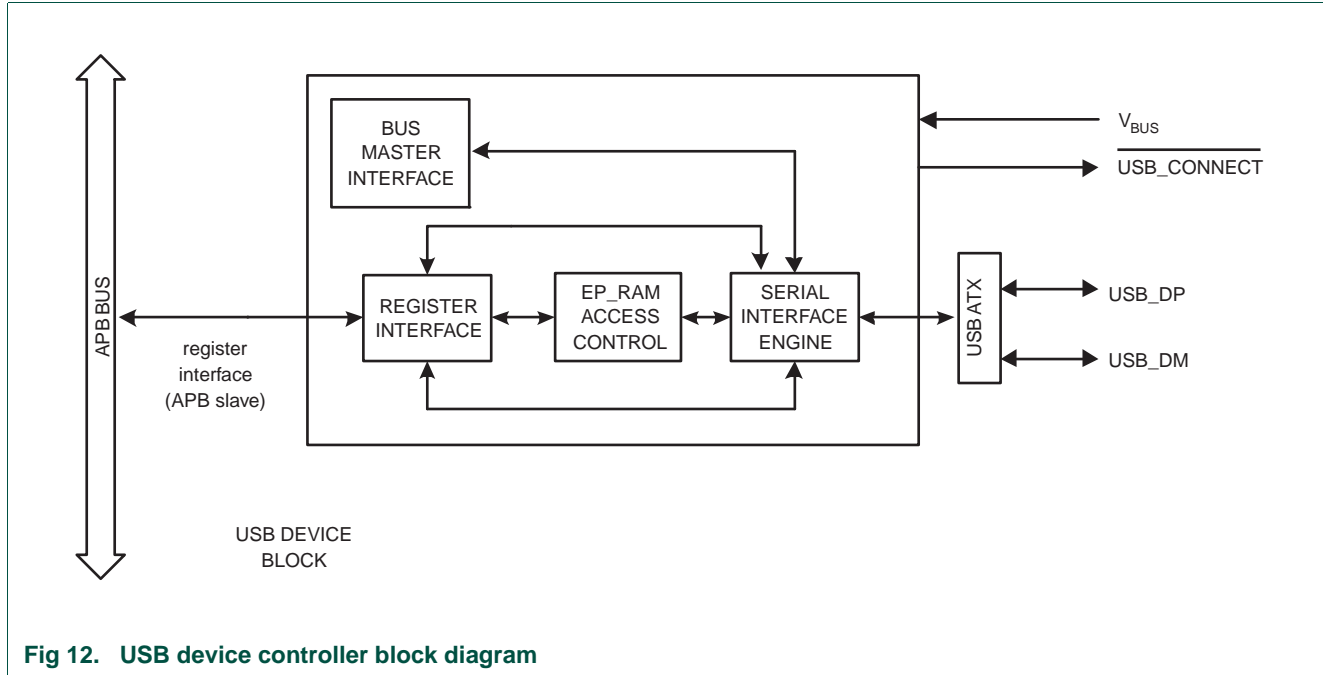 BUS
MASTER
INTERFACE
VBUS
USB_CONNECT
APB BUS
REGISTER
INTERFACE
EP_RAM
ACCESS
CONTROL
SERIAL
INTERFACE
ENGINE
USB ATX
USB_DP
USB_DM
register
interface
(APB slave)
USB DEVICE
BLOCK
Fig 12. USB device controller block diagram